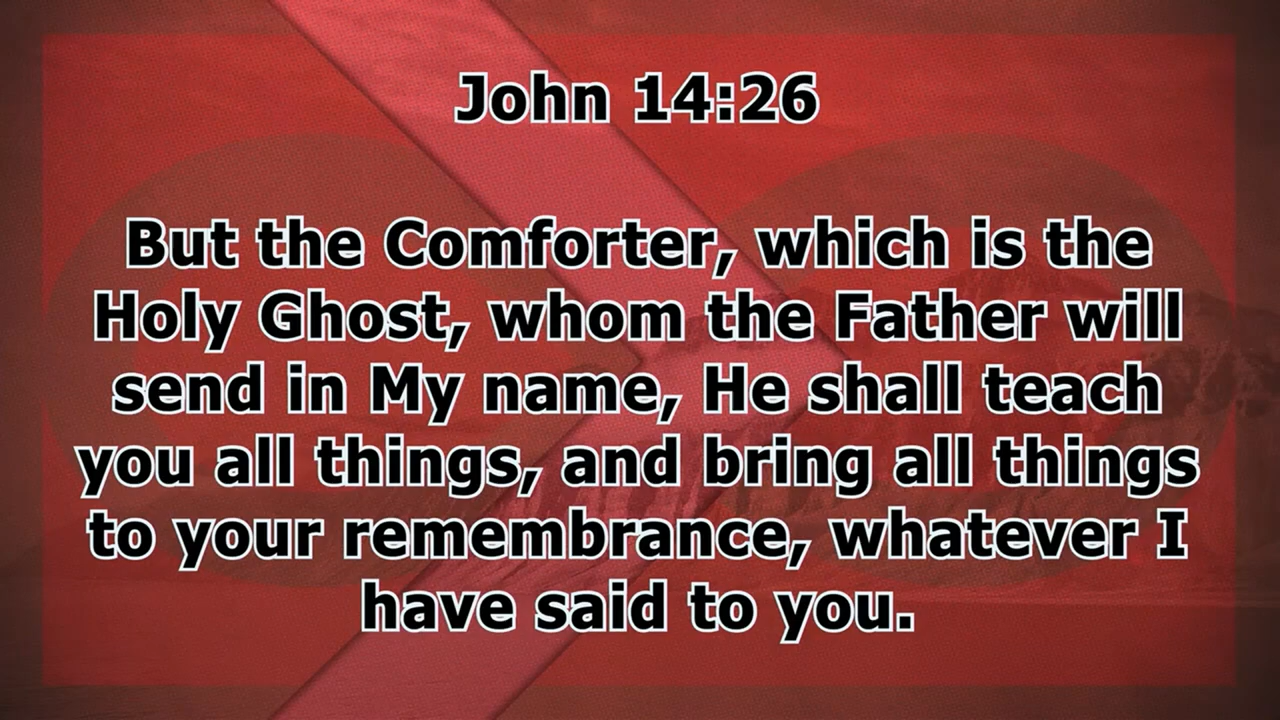 John 14:26
But the Comforter, which is the
Holy Ghost, whom the Father will
send in My name, He shall teach
you all things, and bring all things
to your remembrance, whatever I
have said to you.